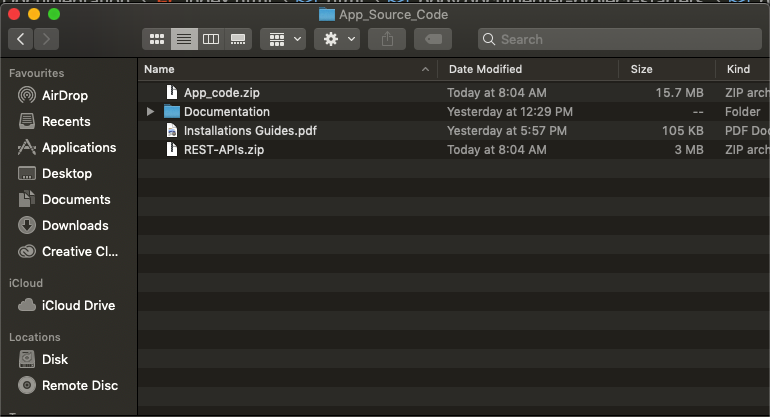 App_Source_Code
Search
Favourites
AirDrop
Recents
Applications
Desktop
Documents
Downloads
Creative Cl...
iCloud
iCloud Drive
Locations
Disk
Remote Disc
Name Date Modified Size Kind
App_code.zip Today at 8:04 AM 15.7 MB ZIP arch
Documentation Yesterday at 12:29 PM -- Folder
Installations Guides.pdf Yesterday at 5:57 PM 105 KB PDF Doc
REST-APIs.zip Today at 8:04 AM 3 MB ZIP arch